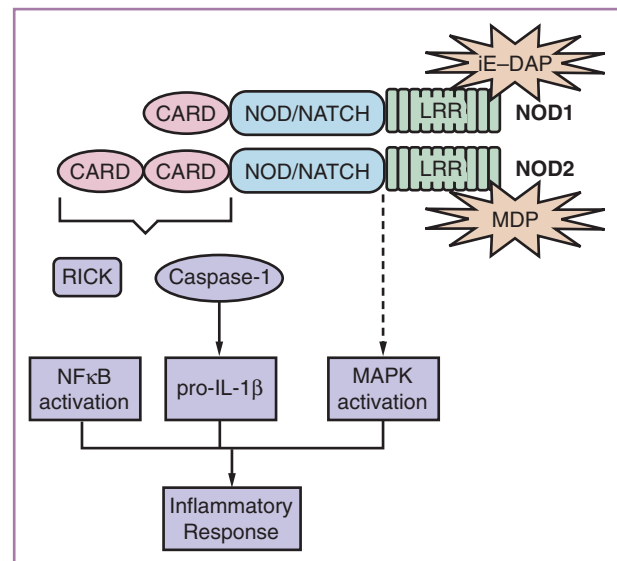 iE–DAP
CARD NOD/NATCH LRR NOD1
CARD CARD NOD/NATCH LRR NOD2
MDP
RICK Caspase-1
NFκB
activation
pro-IL-1β
MAPK
activation
Inflammatory
Response